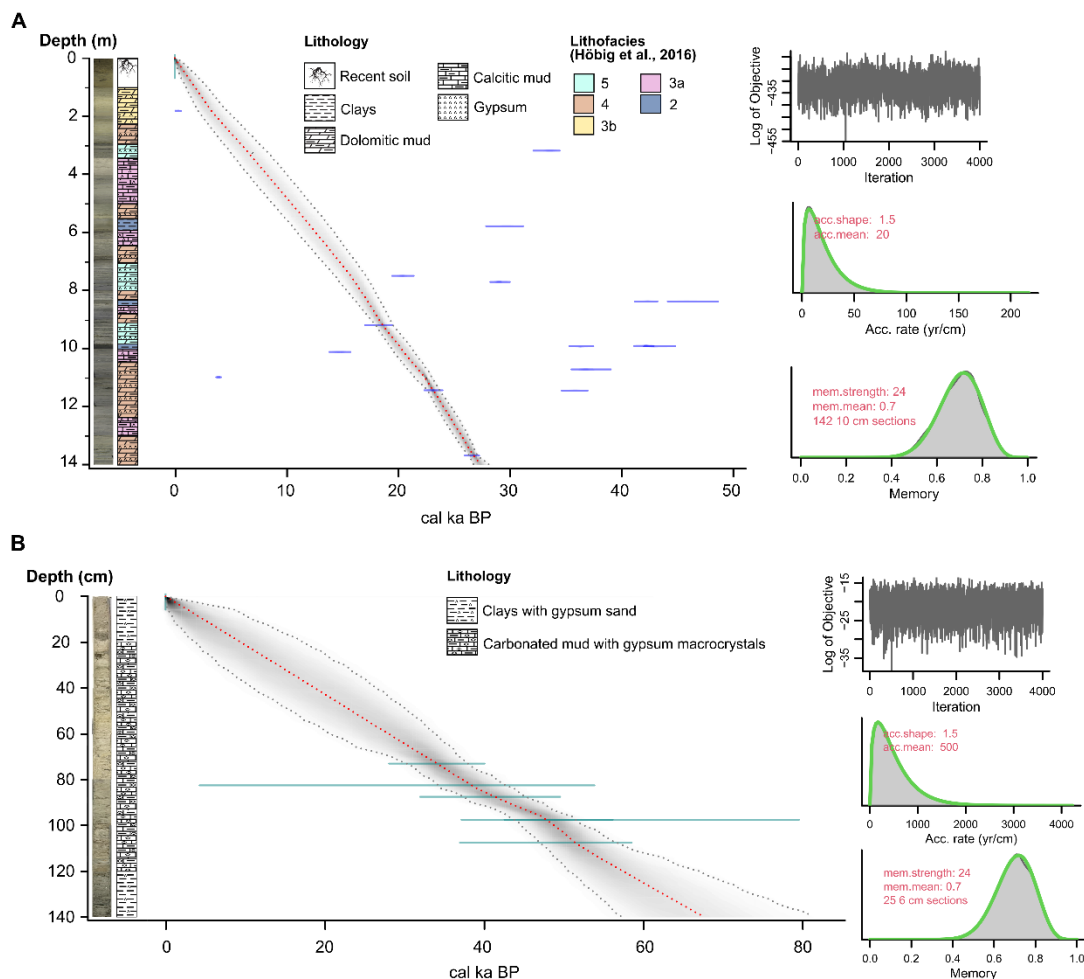 A
Depth (m)
0
2
4
6
8
10
12
14
0
10
20
30
40
50
cal ka BP
Lithology
Recent soil
Clays
Dolomitic mud
Calcitic mud
Gypsum
Lithofacies
(Höbig et al., 2016)
5
4
3b
3a
2
Log of Objective
-435
-455
0
1000
2000
3000
4000
Iteration
acc.shape: 1.5
acc.mean: 20
0
50
100
150
200
Acc. rate (yr/cm)
mem.strength: 24
mem.mean: 0.7
142 10 cm sections
0.0
0.2
0.4
0.6
0.8
1.0
Memory
B
Depth (cm)
0
20
40
60
80
100
120
140
0
20
40
60
80
cal ka BP
Lithology
Clays with gypsum sand
Carbonated mud with gypsum macrocrystals
Log of Objective
-15
-25
-35
0
1000
2000
3000
4000
Iteration
acc.shape: 1.5
acc.mean: 500
0
1000
2000
3000
4000
Acc. rate (yr/cm)
mem.strength: 24
mem.mean: 0.7
25 6 cm sections
0.0
0.2
0.4
0.6
0.8
1.0
Memory